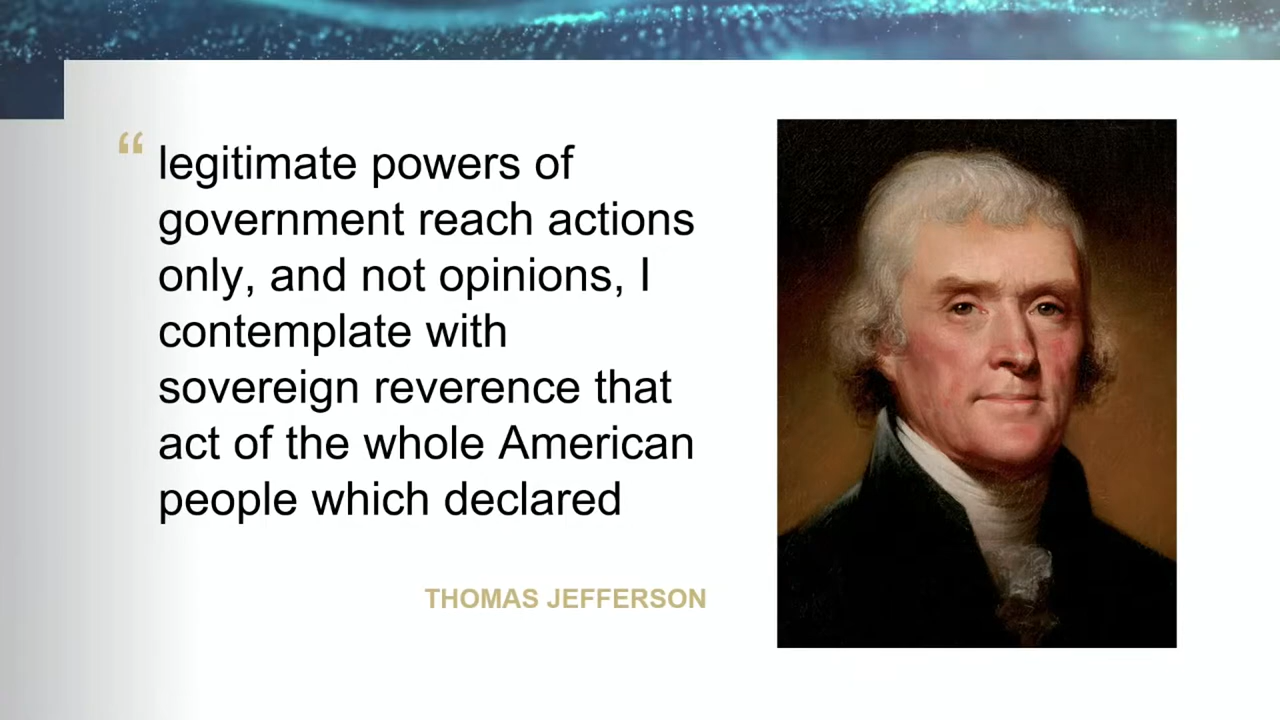 “legitimate powers of
government reach actions
only, and not opinions, I
contemplate with
sovereign reverence that
act of the whole American
people which declared
THOMAS JEFFERSON